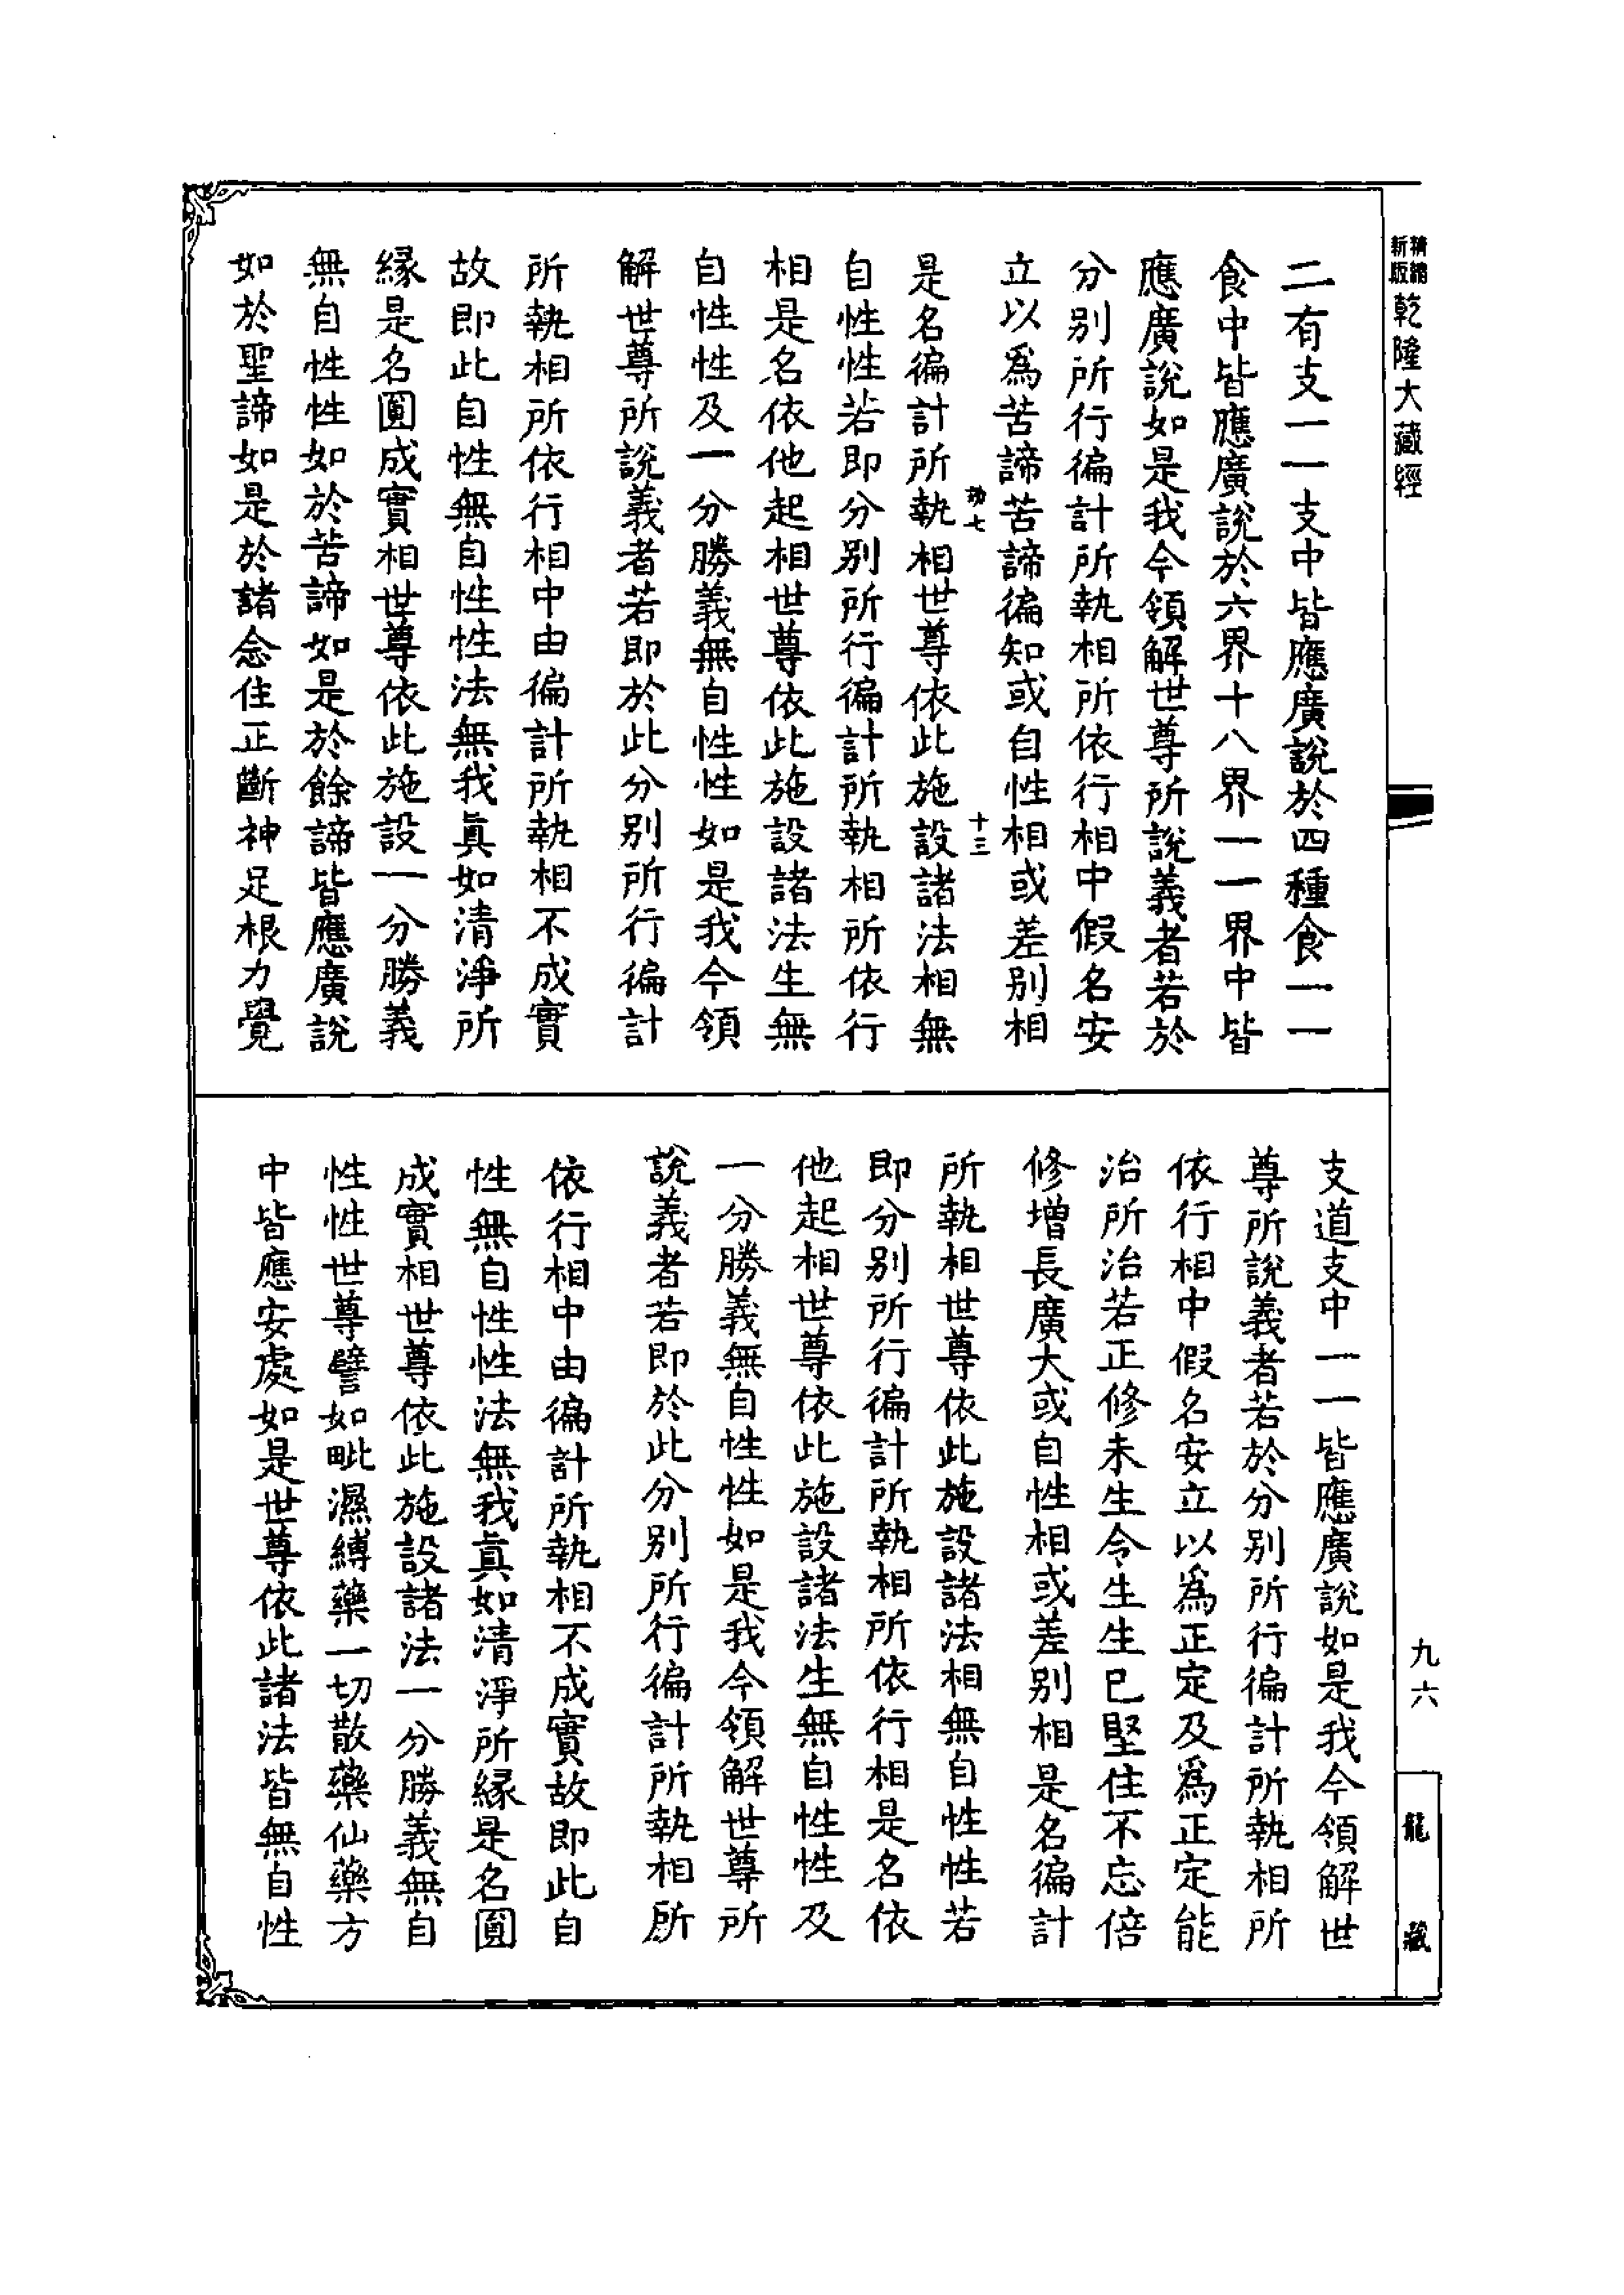 精縮
新版
乾隆大藏經
二有支一一支中皆應廣說於四種食一一
食中皆應廣說於六界十八界一一界中皆
應廣說如是我今領解世尊所說義者若於
分別所行徧計所執相所依行相中假名安
立以爲苦諦苦諦徧知或自性相或差別相
十三
是名徧計所執相世尊依此施設諸法相無
自性性若即分別所行徧計所執相所依行
相是名依他起相世尊依此施設諸法生無
自性性及一分勝義無自性性如是我今領
解世尊所說義者若即於此分別所行徧計
所執相所依行相中由徧計所執相不成實
故即此自性無自性性法無我眞如清淨所
緣是名圓成實相世尊依此施設一分勝義
無自性性如於苦諦如是於餘諦皆應廣說
如於聖諦如是於諸念住正斷神足根力覺
支道支中一一皆應廣說如是我今領解世
尊所說義者若於分別所行徧計所執相所
依行相中假名安立以爲正定及爲正定能
治所治若正修未生令生生已堅住不忘倍
修增長廣大或自性相或差別相是名徧計
所執相世尊依此施設諸法相無自性性若
即分別所行徧計所執相所依行相是名依
他起相世尊依此施設諸法生無自性性及
一分勝義無自性性如是我今領解世尊所
說義者若即於此分別所行徧計所執相所
依行相中由徧計所執相不成實故即此自
性無自性性法無我眞如清淨所緣是名圓
成實相世尊依此施設諸法一分勝義無自
性性世尊譬如毗濕縛藥一切散藥仙藥方
中皆應安處如是世尊依此諸法皆無自性
九六
龍藏